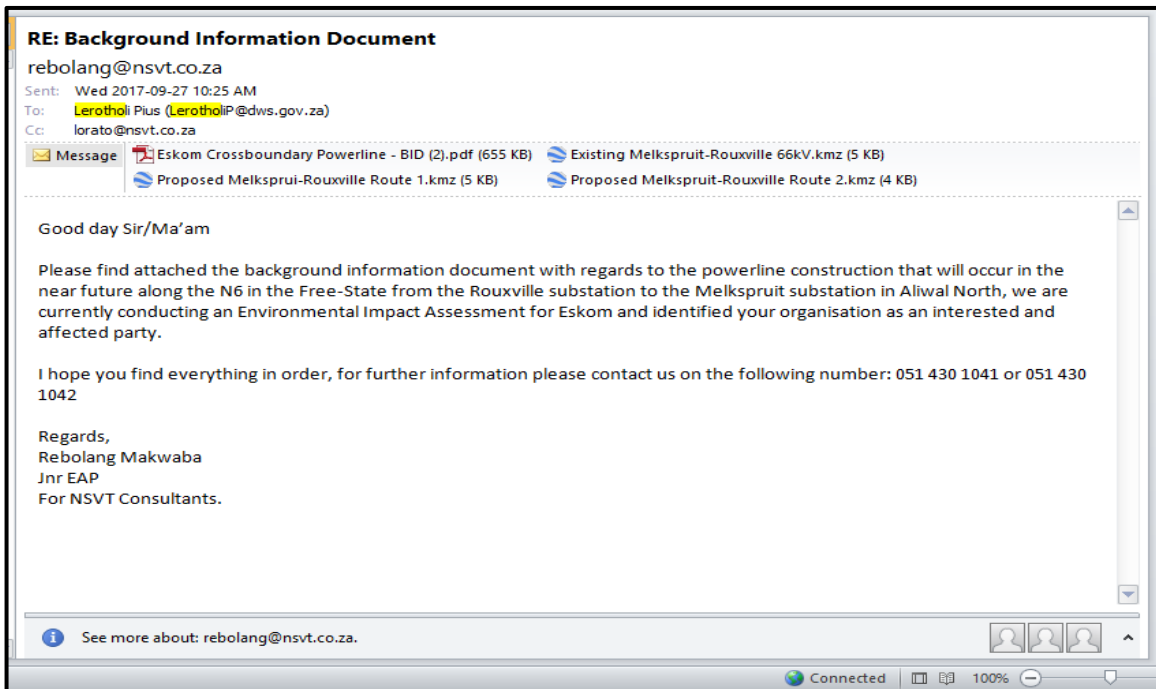 RE: Background Information Document
rebolang@nsvt.co.za
Sent: Wed 2017-09-27 10:25 AM
To: Lerotholi Pius (LerotholiP@dws.gov.za)
Cc: lorato@nsvt.co.za
Message Eskom Crossboundary Powerline - BID (2).pdf (655 KB) Existing Melkspruit-Rouxville 66kV.kmz (5 KB)
Proposed Melksprui-Rouxville Route 1.kmz (5 KB) Proposed Melkspruit-Rouxville Route 2.kmz (4 KB)
Good day Sir/Ma’am
Please find attached the background information document with regards to the powerline construction that will occur in the
near future along the N6 in the Free-State from the Rouxville substation to the Melkspruit substation in Aliwal North, we are
currently conducting an Environmental Impact Assessment for Eskom and identified your organisation as an interested and
affected party.
I hope you find everything in order, for further information please contact us on the following number: 051 430 1041 or 051 430
1042
Regards,
Rebolang Makwaba
Jnr EAP
For NSVT Consultants.
See more about: rebolang@nsvt.co.za.
Connected 100%